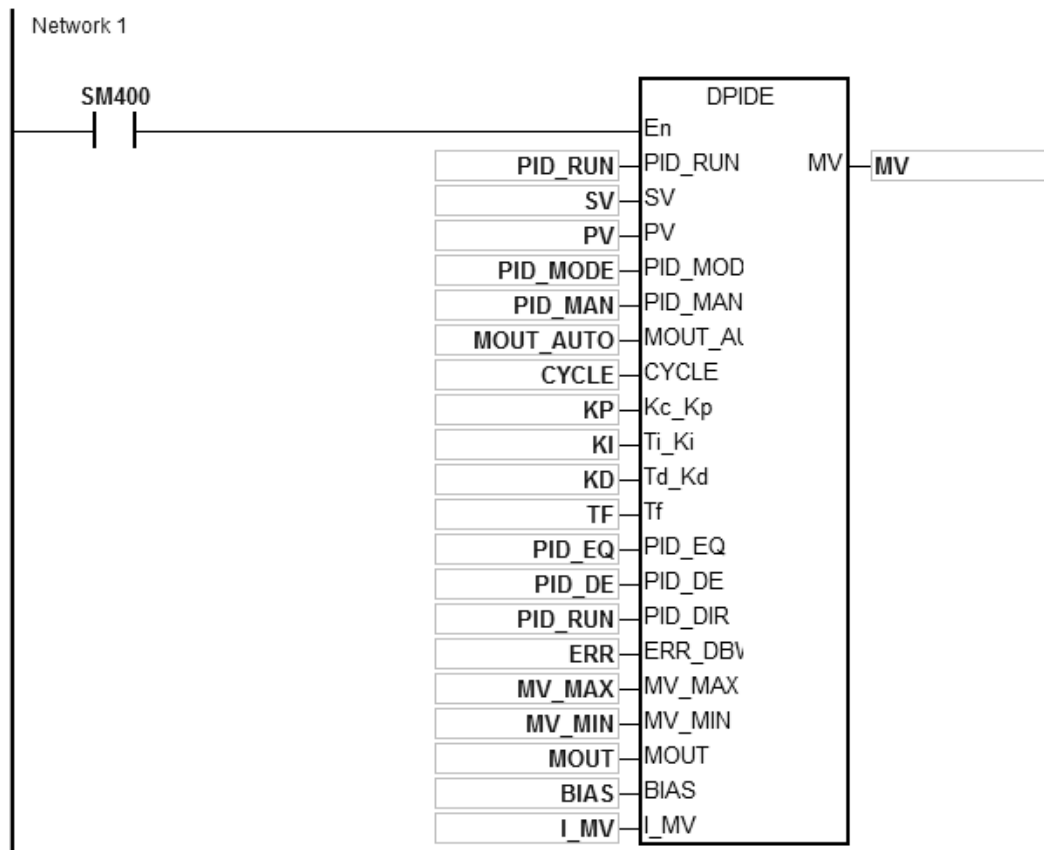 Network 1
SM400
DPIDE
En
PID_RUN PID_RUN MV MV
SV SV
PV PV
PID_MODE PID_MOD
PID_MAN PID_MAN
MOUT_AUTO MOUT_AU
CYCLE CYCLE
KP Kc_Kp
KI Ti_Ki
KD Td_Kd
TF Tf
PID_EQ PID_EQ
PID_DE PID_DE
PID_RUN PID_DIR
ERR ERR_DBW
MV_MAX MV_MAX
MV_MIN MV_MIN
MOUT MOUT
BIAS BIAS
I_MV I_MV